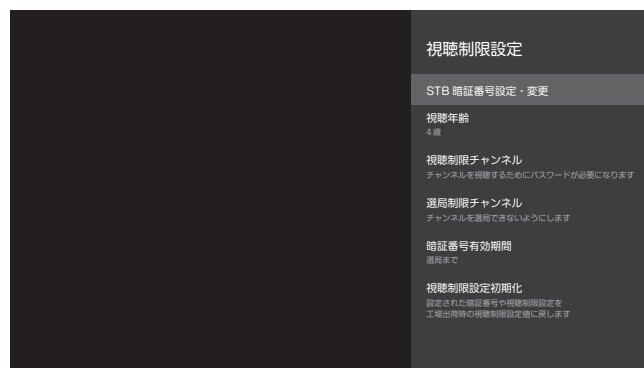 視聴制限設定
STB 暗証番号設定・変更
視聴年齢
4 歳
視聴制限チャンネル
チャンネルを視聴するためにパスワードが必要になります
選局制限チャンネル
チャンネルを選局できないようにします
暗証番号有効期間
選局まで
視聴制限設定初期化
設定された暗証番号や視聴制限設定を
工場出荷時の視聴制限設定値に戻します